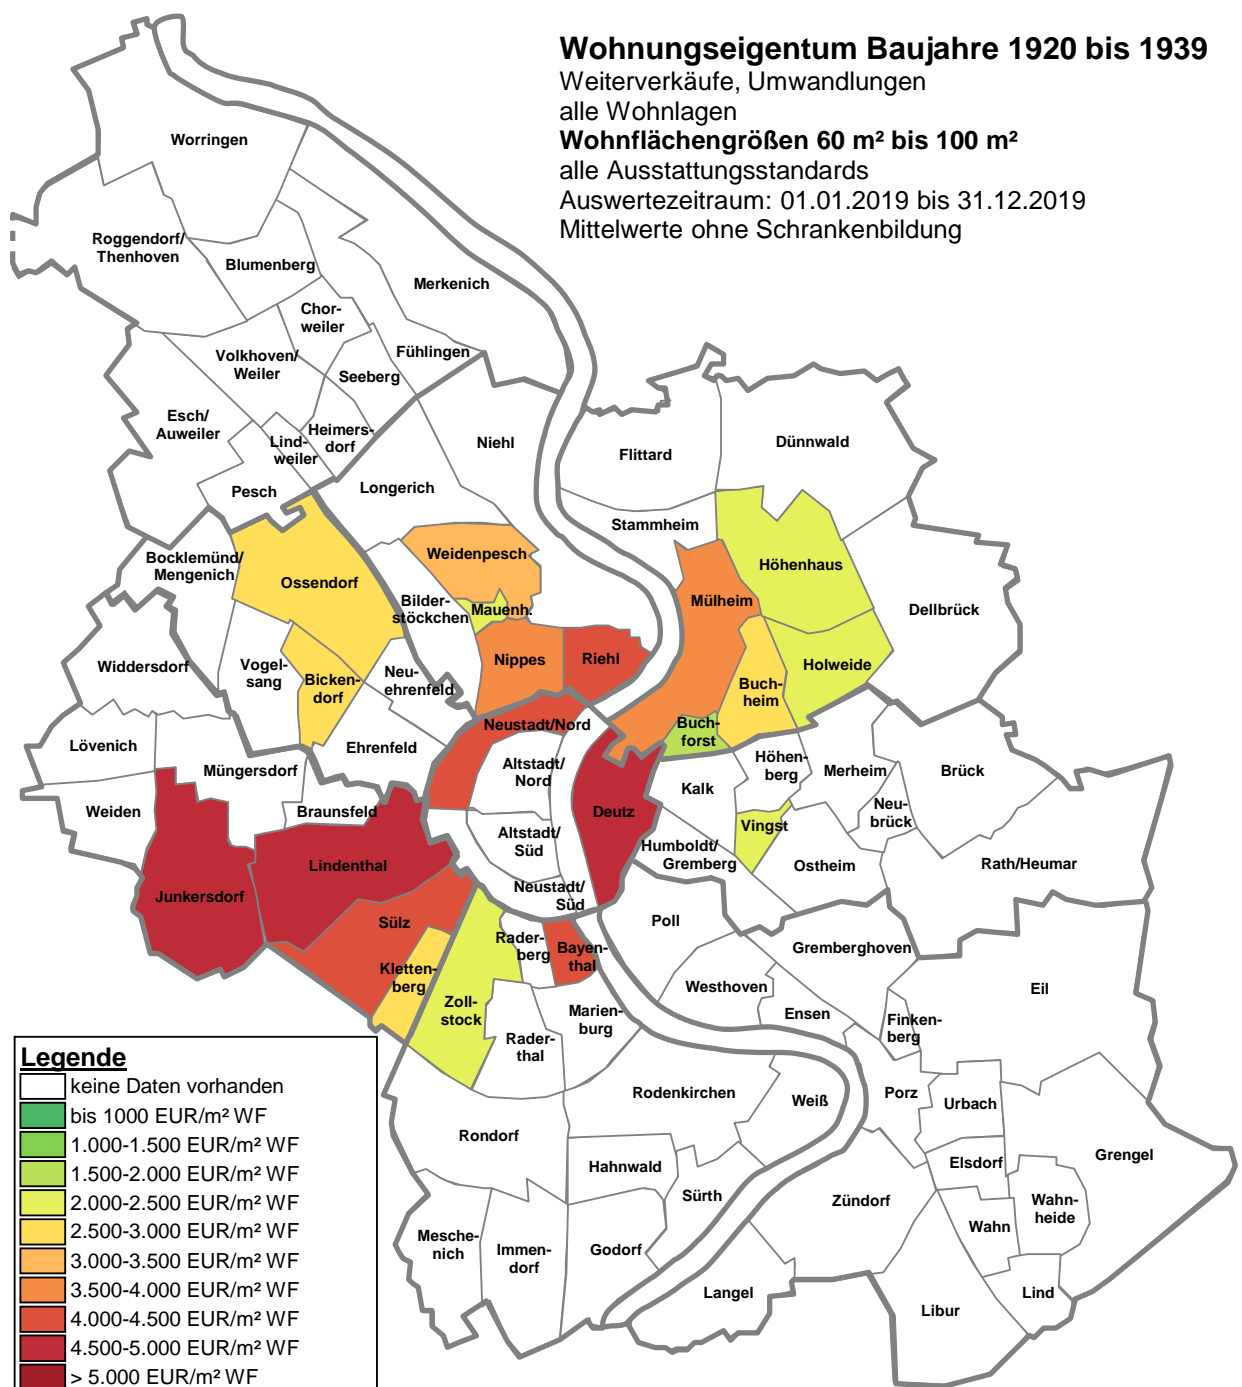 Wohnungseigentum Baujahre 1920 bis 1939
Weiterverkäufe, Umwandlungen
alle Wohnlagen
Wohnflächengrößen 60 m² bis 100 m²
alle Ausstattungsstandards
Auswertezeitraum: 01.01.2019 bis 31.12.2019
Mittelwerte ohne Schrankenbildung
Worringen
Roggendorf/
Thenhoven
Blumenberg
Merkenich
Chor-
weiler
Fühlingen
Volkhoven/
Weiler
Seeberg
Esch/
Auweiler
Heimers-
dorf
Lind-
weiler
Niehl
Pesch
Longerich
Flittard
Dünnwald
Stammheim
Bocklemünd/
Mengenich
Ossendorf
Weidenpesch
Höhenhaus
Bilder-
stöckchen
Mauenh.
Mülheim
Dellbrück
Widdersdorf
Vogel-
sang
Bicken-
dorf
Neu-
ehrenfeld
Nippes
Riehl
Holweide
Buch-
heim
Neustadt/Nord
Buch-
forst
Lövenich
Müngersdorf
Ehrenfeld
Altstadt/
Nord
Höhen-
berg
Merheim
Brück
Kalk
Weiden
Braunsfeld
Deutz
Neu-
brück
Altstadt/
Süd
Vingst
Humboldt/
Gremberg
Ostheim
Rath/Heumar
Junkersdorf
Lindenthal
Neustadt/
Süd
Sülz
Poll
Rader-
berg
Bayen-
thal
Gremberghoven
Kletten-
berg
Westhoven
Eil
Zoll-
stock
Marien-
burg
Ensen
Finken-
berg
Rader-
thal
Rodenkirchen
Weiß
Porz
Urbach
Rondorf
Hahnwald
Elsdorf
Grengel
Sürth
Zündorf
Wahn-
heide
Wahn
Mesche-
nich
Immen-
dorf
Godorf
Langel
Lind
Libur
Legende
keine Daten vorhanden
bis 1000 EUR/m² WF
1.000-1.500 EUR/m² WF
1.500-2.000 EUR/m² WF
2.000-2.500 EUR/m² WF
2.500-3.000 EUR/m² WF
3.000-3.500 EUR/m² WF
3.500-4.000 EUR/m² WF
4.000-4.500 EUR/m² WF
4.500-5.000 EUR/m² WF
> 5.000 EUR/m² WF